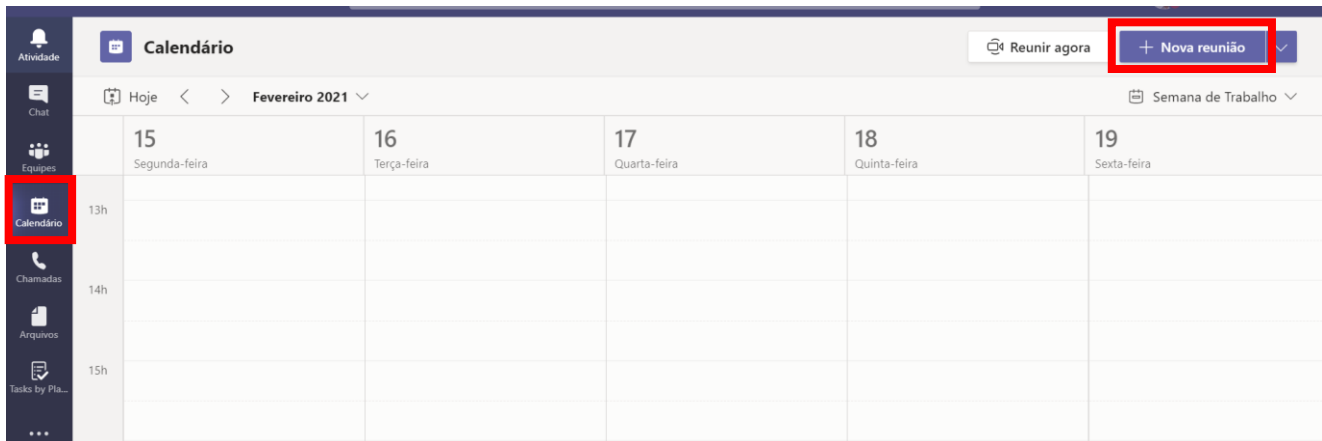 Atividade
Chat
Equipes
Calendário
Chamadas
Arquivos
Tasks by Pla...
Calendário
Reunir agora
+ Nova reunião
Hoje < > Fevereiro 2021
Semana de Trabalho
15 16 17 18 19
Segunda-feira Terça-feira Quarta-feira Quinta-feira Sexta-feira
13h
14h
15h